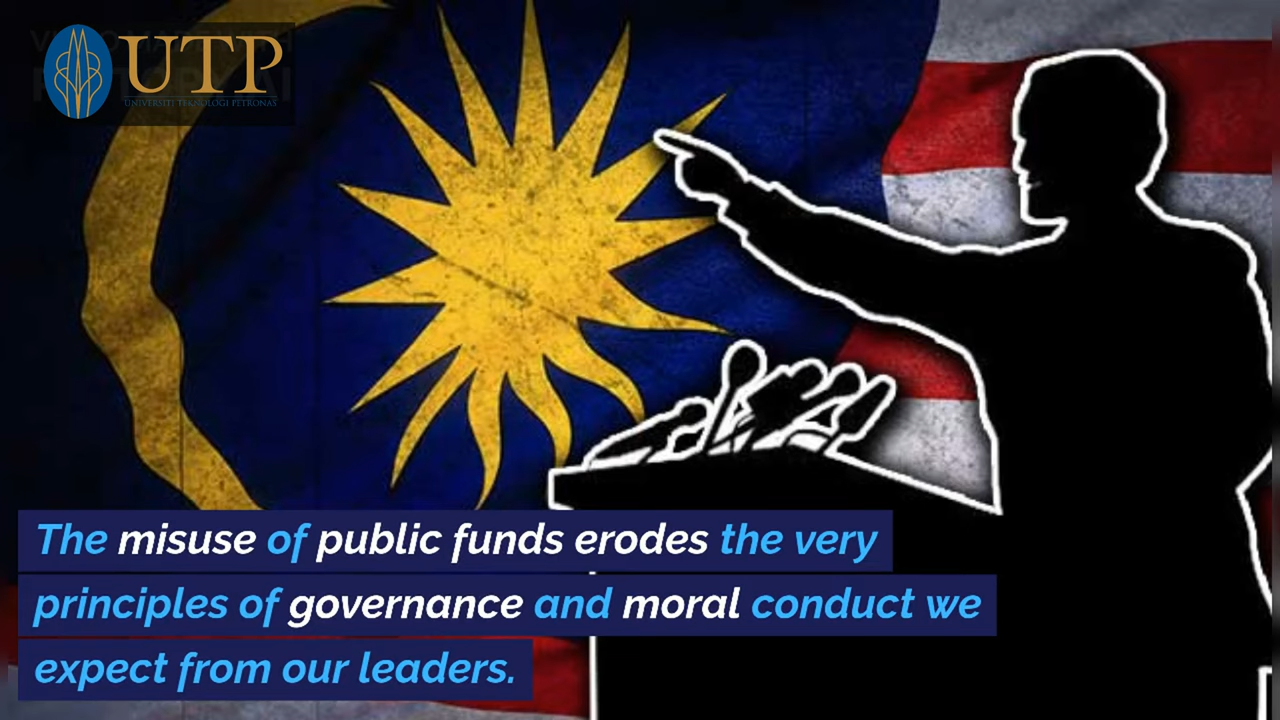 UTP
UNIVERSITI TEKNOLOGI PETRONAS
The misuse of public funds erodes the very
principles of governance and moral conduct we
expect from our leaders.